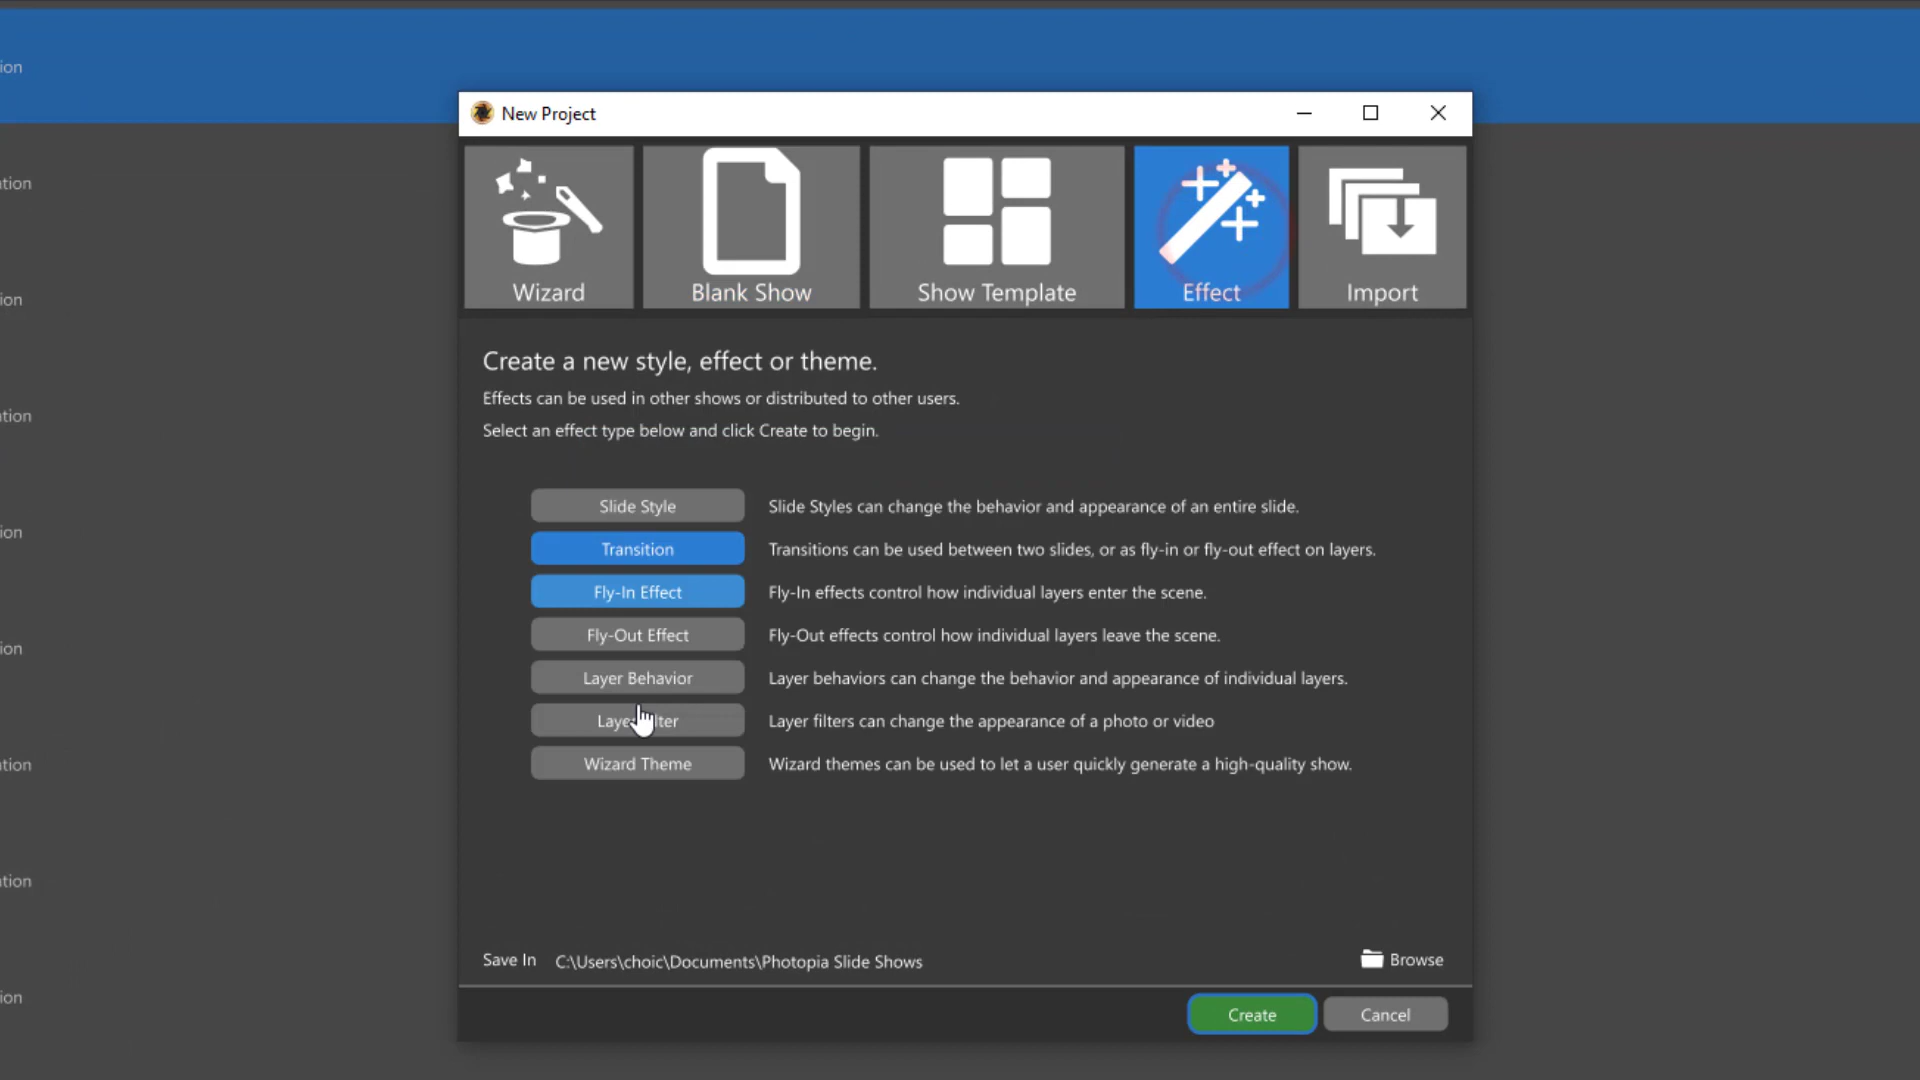 ion
ation
ion
ation
ion
ion
ation
ation
ion
New Project
Wizard
Blank Show
Show Template
Effect
Import
Create a new style, effect or theme.
Effects can be used in other shows or distributed to other users.
Select an effect type below and click Create to begin.
Slide Style Slide Styles can change the behavior and appearance of an entire slide.
Transition Transitions can be used between two slides, or as fly-in or fly-out effect on layers.
Fly-In Effect Fly-In effects control how individual layers enter the scene.
Fly-Out Effect Fly-Out effects control how individual layers leave the scene.
Layer Behavior Layer behaviors can change the behavior and appearance of individual layers.
Layer filters can change the appearance of a photo or video
Wizard Theme Wizard themes can be used to let a user quickly generate a high-quality show.
Save In C:\Users\choic\Documents\Photopia Slide Shows Browse
Create Cancel